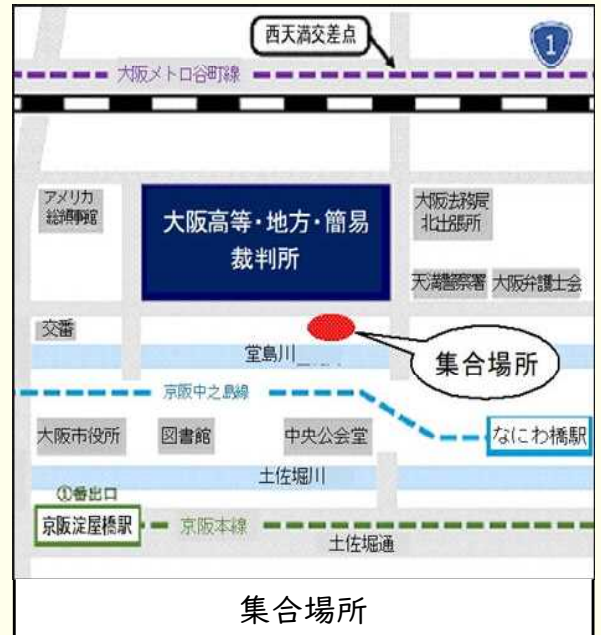 西天満交差点
1
大阪メトロ谷町線
アメリカ
総領事館
大阪高等・地方・簡易
裁判所
大阪法務局
北出張所
天満警察署
大阪弁護士会
交番
堂島川
集合場所
京阪中之島線
大阪市役所
図書館
中央公会堂
なにわ橋駅
土佐堀川
①番出口
京阪淀屋橋駅
京阪本線
土佐堀通
集合場所